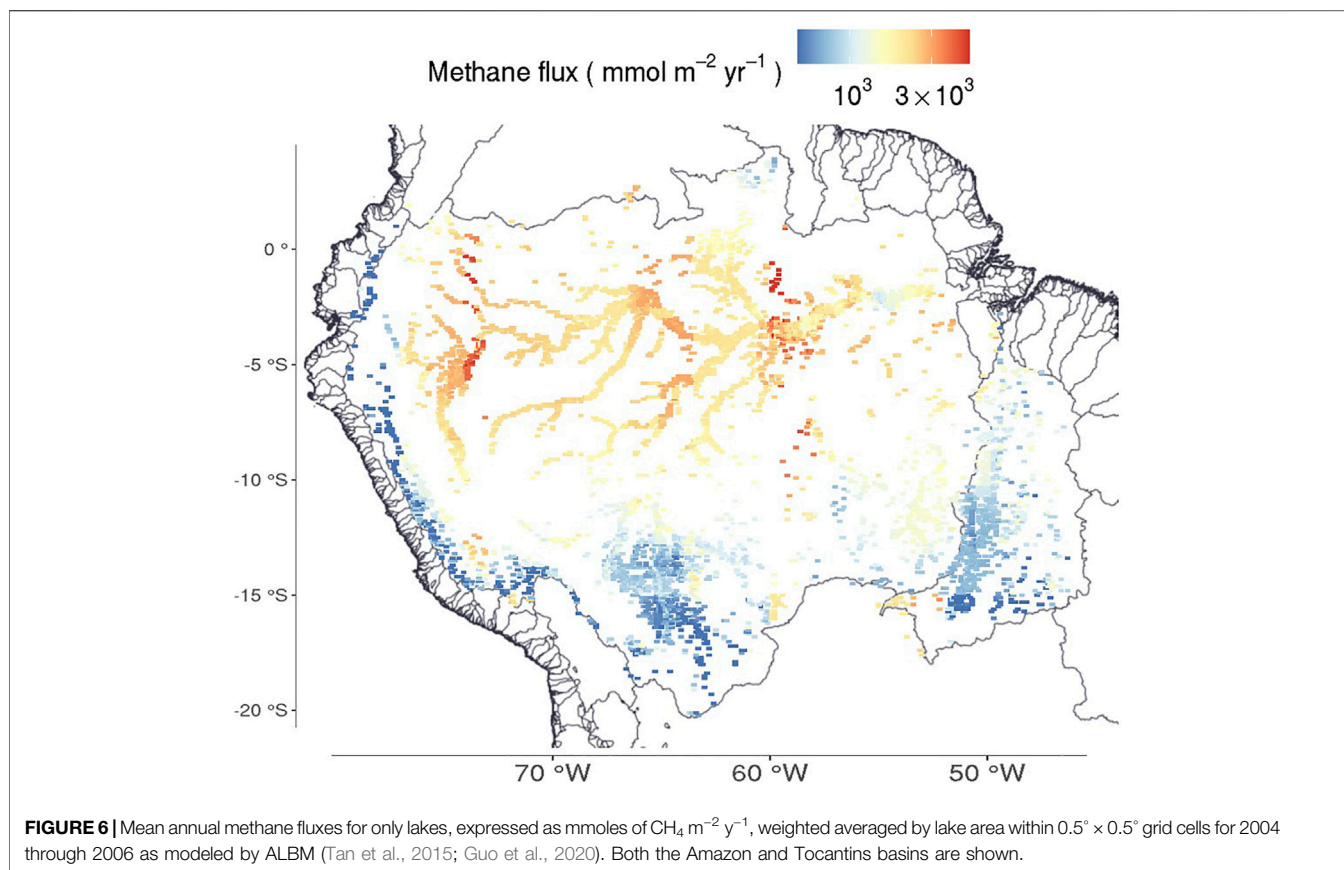 Methane flux ( mmol m⁻² yr⁻¹ )
10³ 3×10³
0 °
-5 °S
-10 °S
-15 °S
-20 °S
70 °W 60 °W 50 °W
FIGURE 6 | Mean annual methane fluxes for only lakes, expressed as mmoles of CH₄ m⁻² y⁻¹, weighted averaged by lake area within 0.5° × 0.5° grid cells for 2004
through 2006 as modeled by ALBM (Tan et al., 2015; Guo et al., 2020). Both the Amazon and Tocantins basins are shown.